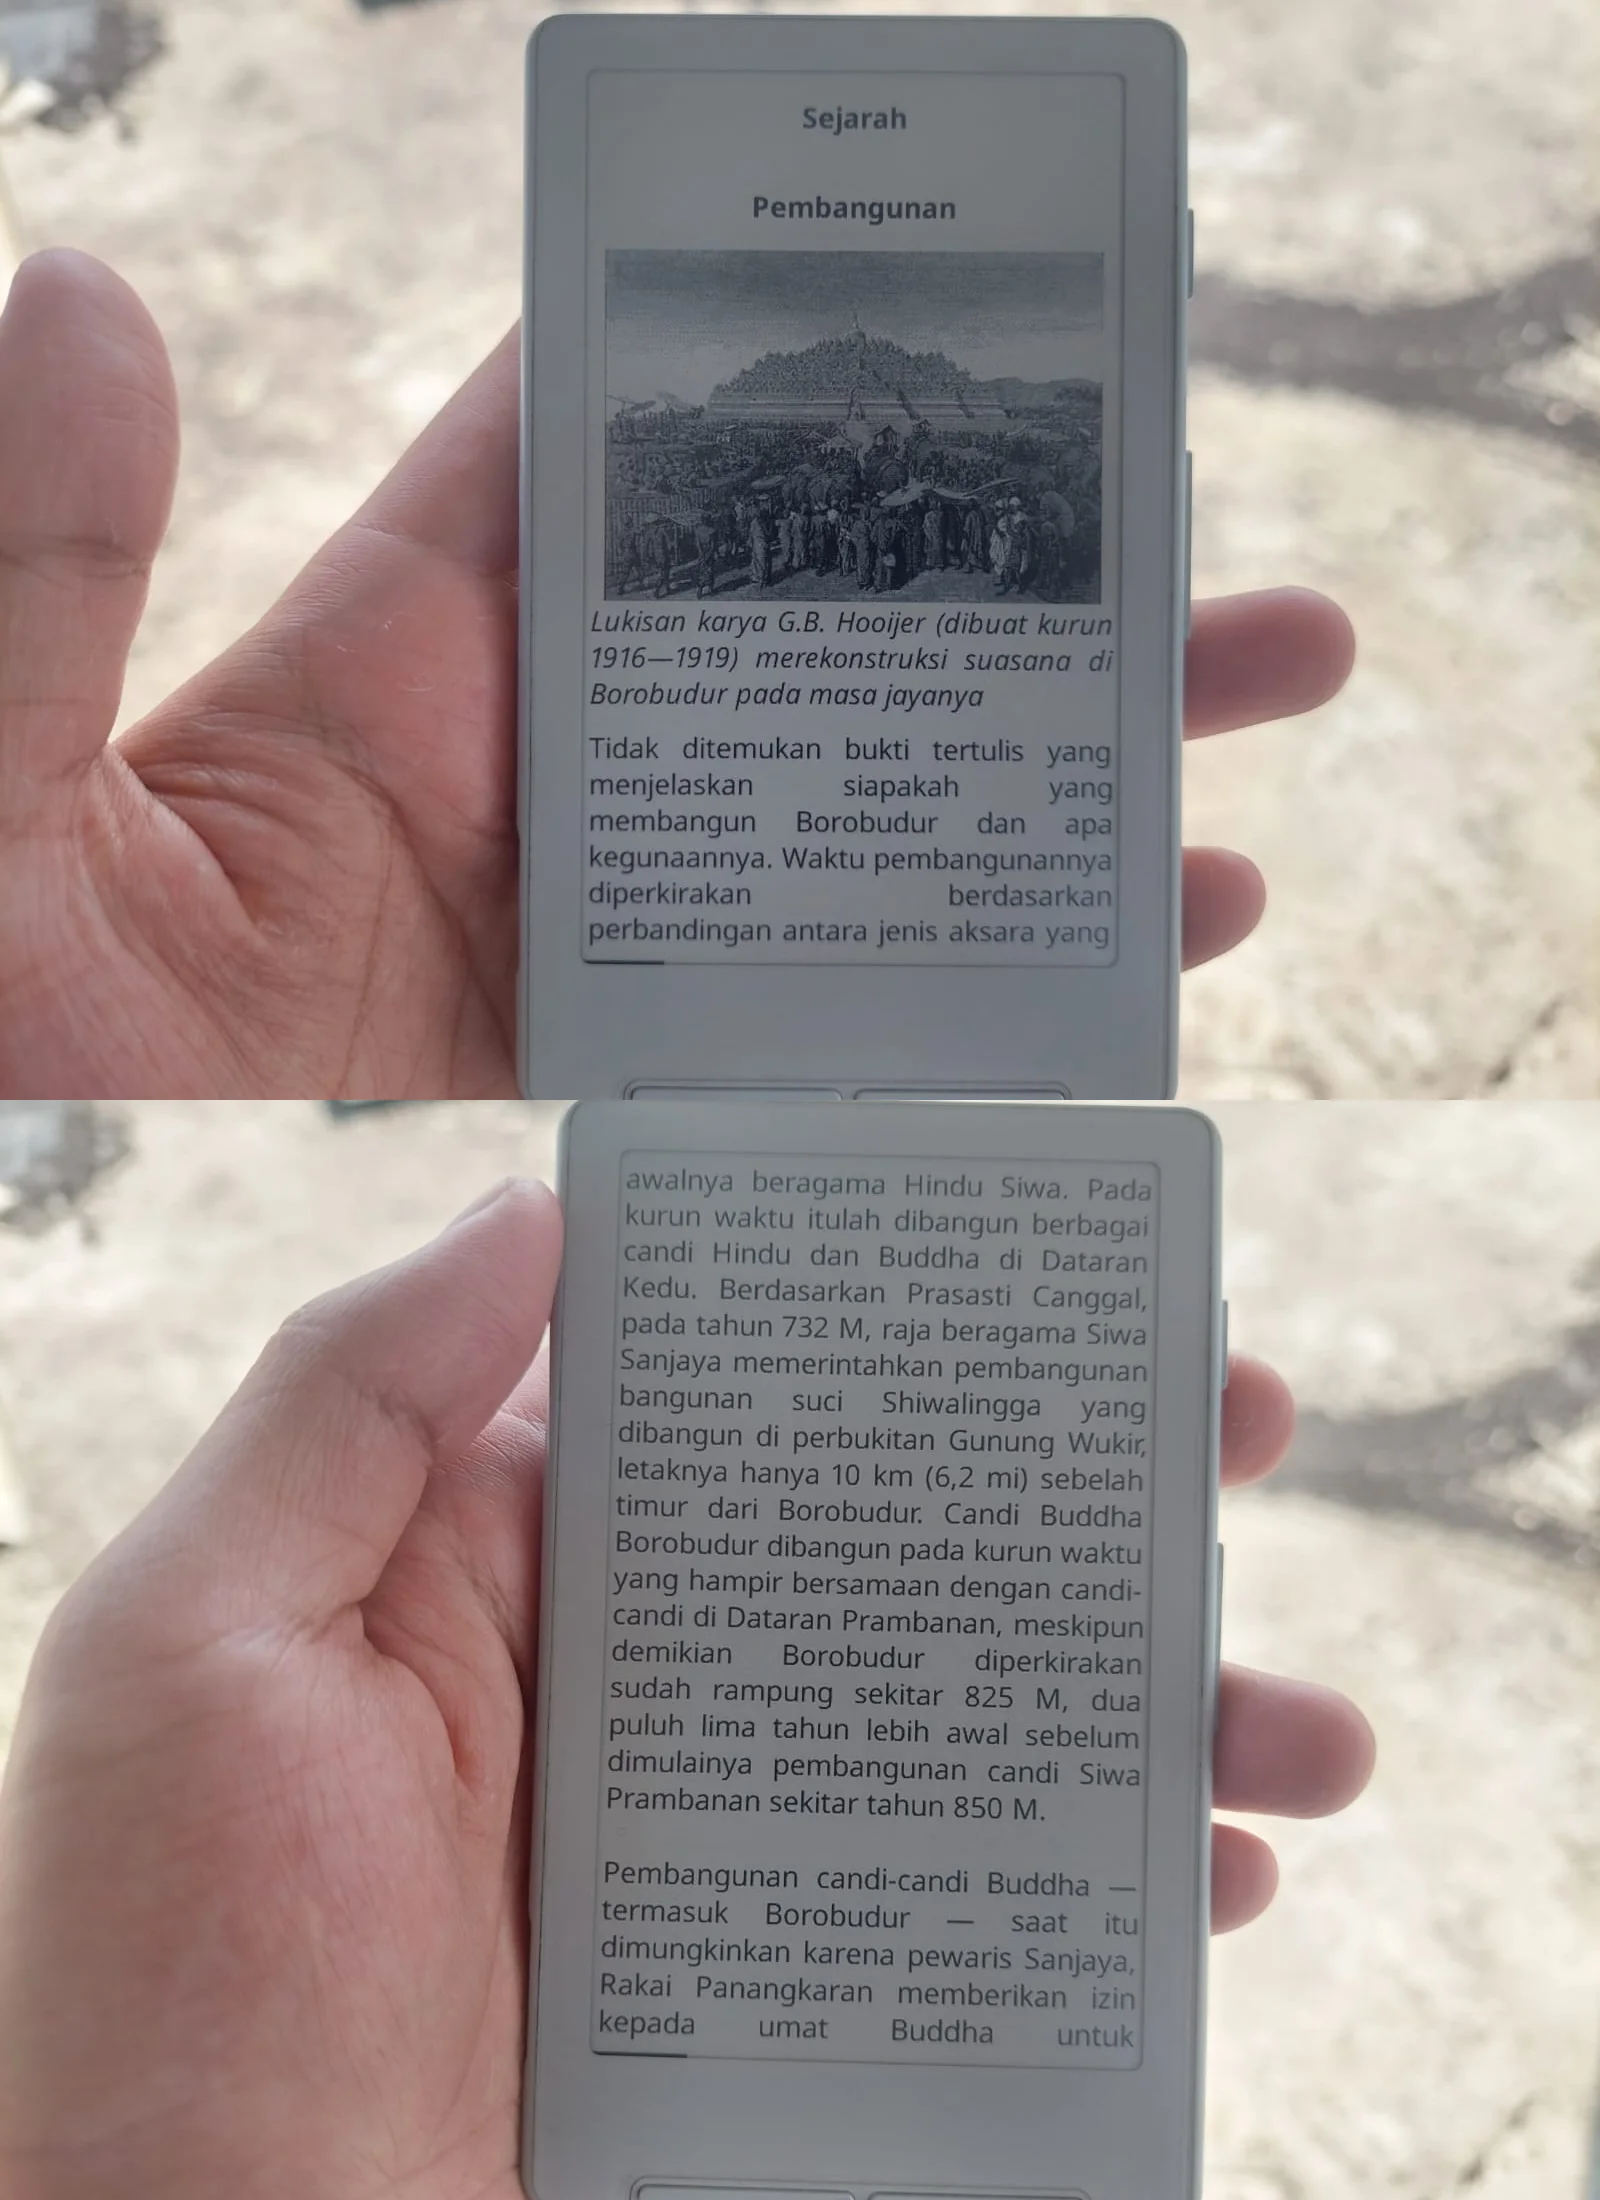 Sejarah
Pembangunan
Lukisan karya G.B. Hooijer (dibuat kurun
1916—1919) merekonstruksi suasana di
Borobudur pada masa jayanya
Tidak ditemukan bukti tertulis yang
menjelaskan siapakah yang
membangun Borobudur dan apa
kegunaannya. Waktu pembangunannya
diperkirakan berdasarkan
perbandingan antara jenis aksara yang
awalnya beragama Hindu Siwa. Pada
kurun waktu itulah dibangun berbagai
candi Hindu dan Buddha di Dataran
Kedu. Berdasarkan Prasasti Canggal,
pada tahun 732 M, raja beragama Siwa
Sanjaya memerintahkan pembangunan
bangunan suci Shiwalingga yang
dibangun di perbukitan Gunung Wukir,
letaknya hanya 10 km (6,2 mi) sebelah
timur dari Borobudur. Candi Buddha
Borobudur dibangun pada kurun waktu
yang hampir bersamaan dengan candi-
candi di Dataran Prambanan, meskipun
demikian Borobudur diperkirakan
sudah rampung sekitar 825 M, dua
puluh lima tahun lebih awal sebelum
dimulainya pembangunan candi Siwa
Prambanan sekitar tahun 850 M.
Pembangunan candi-candi Buddha —
termasuk Borobudur — saat itu
dimungkinkan karena pewaris Sanjaya,
Rakai Panangkaran memberikan izin
kepada umat Buddha untuk